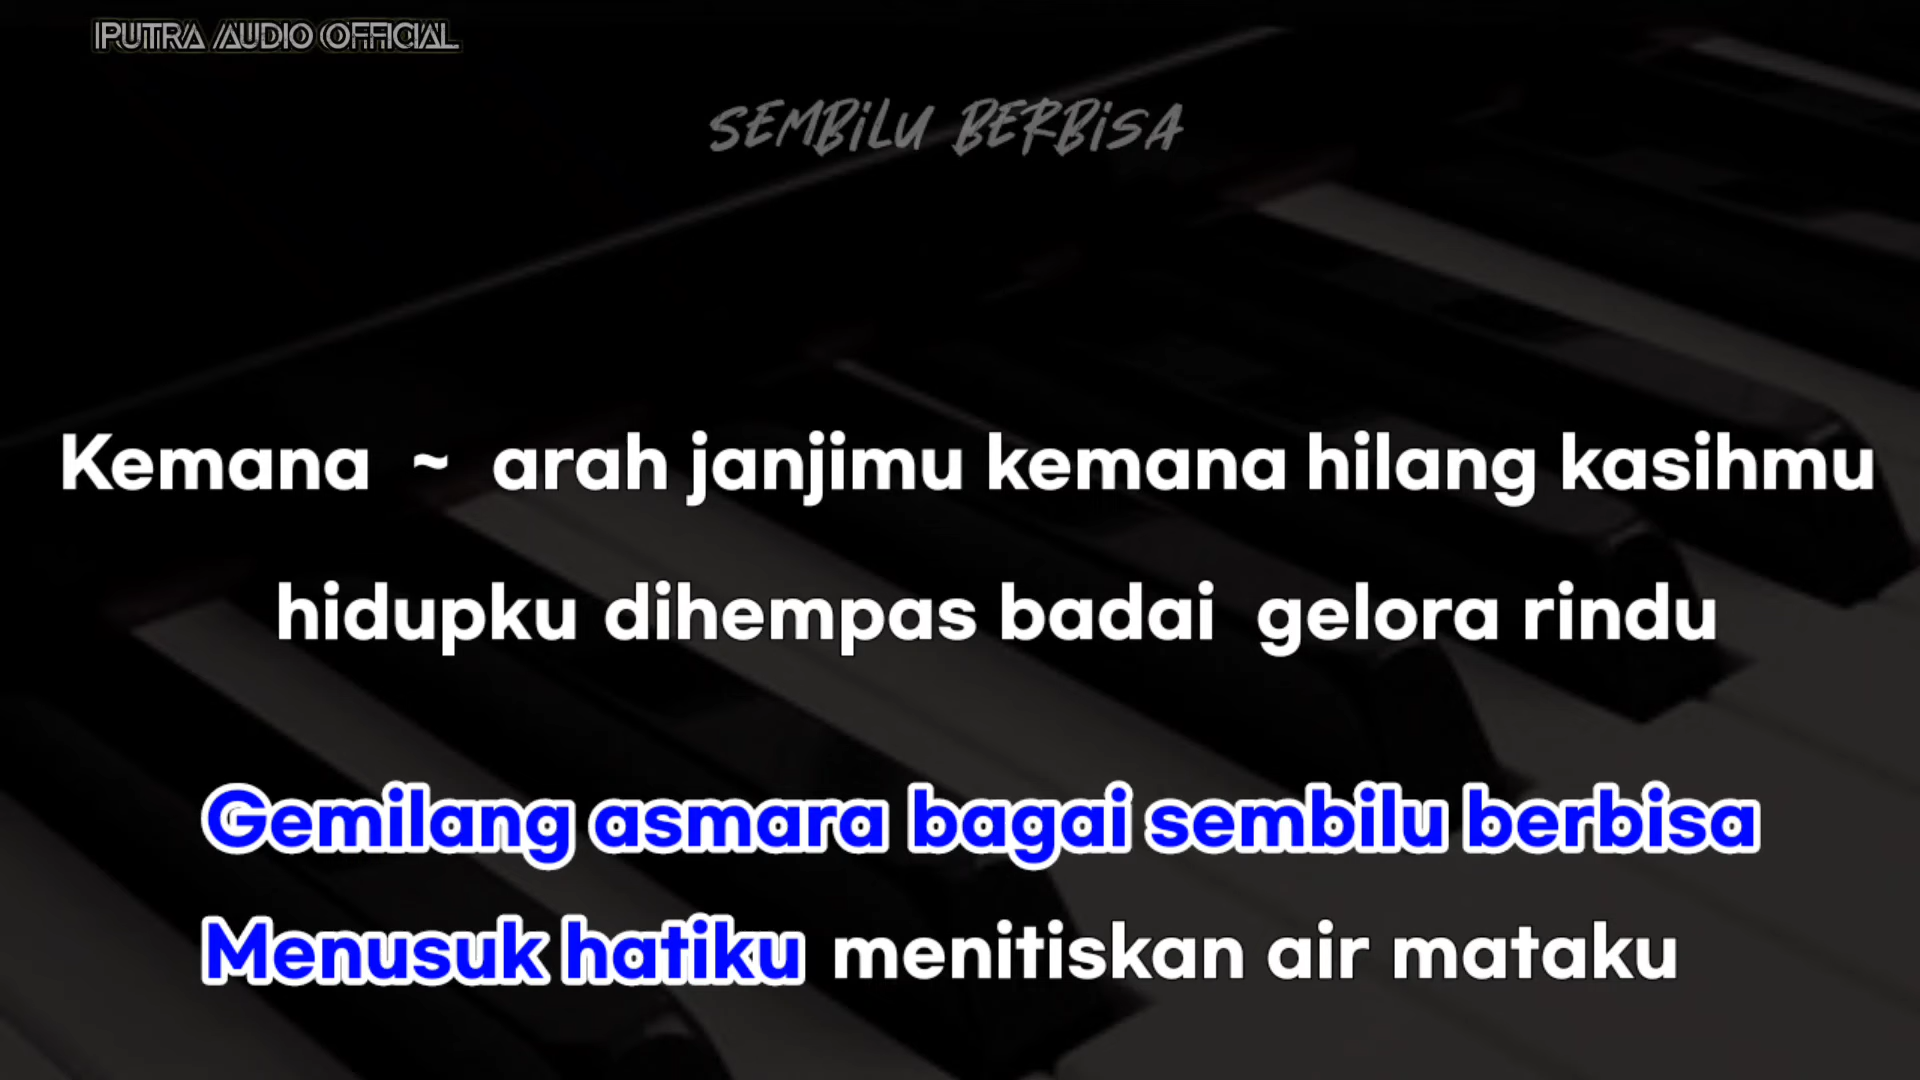 PUTRA AUDIO OFFICIAL
SEMBILU BERBISA
Kemana ~ arah janjimu kemana hilang kasihmu
hidupku dihempas badai gelora rindu
Gemilang asmara bagai sembilu berbisa
Menusuk hatiku menitiskan air mataku